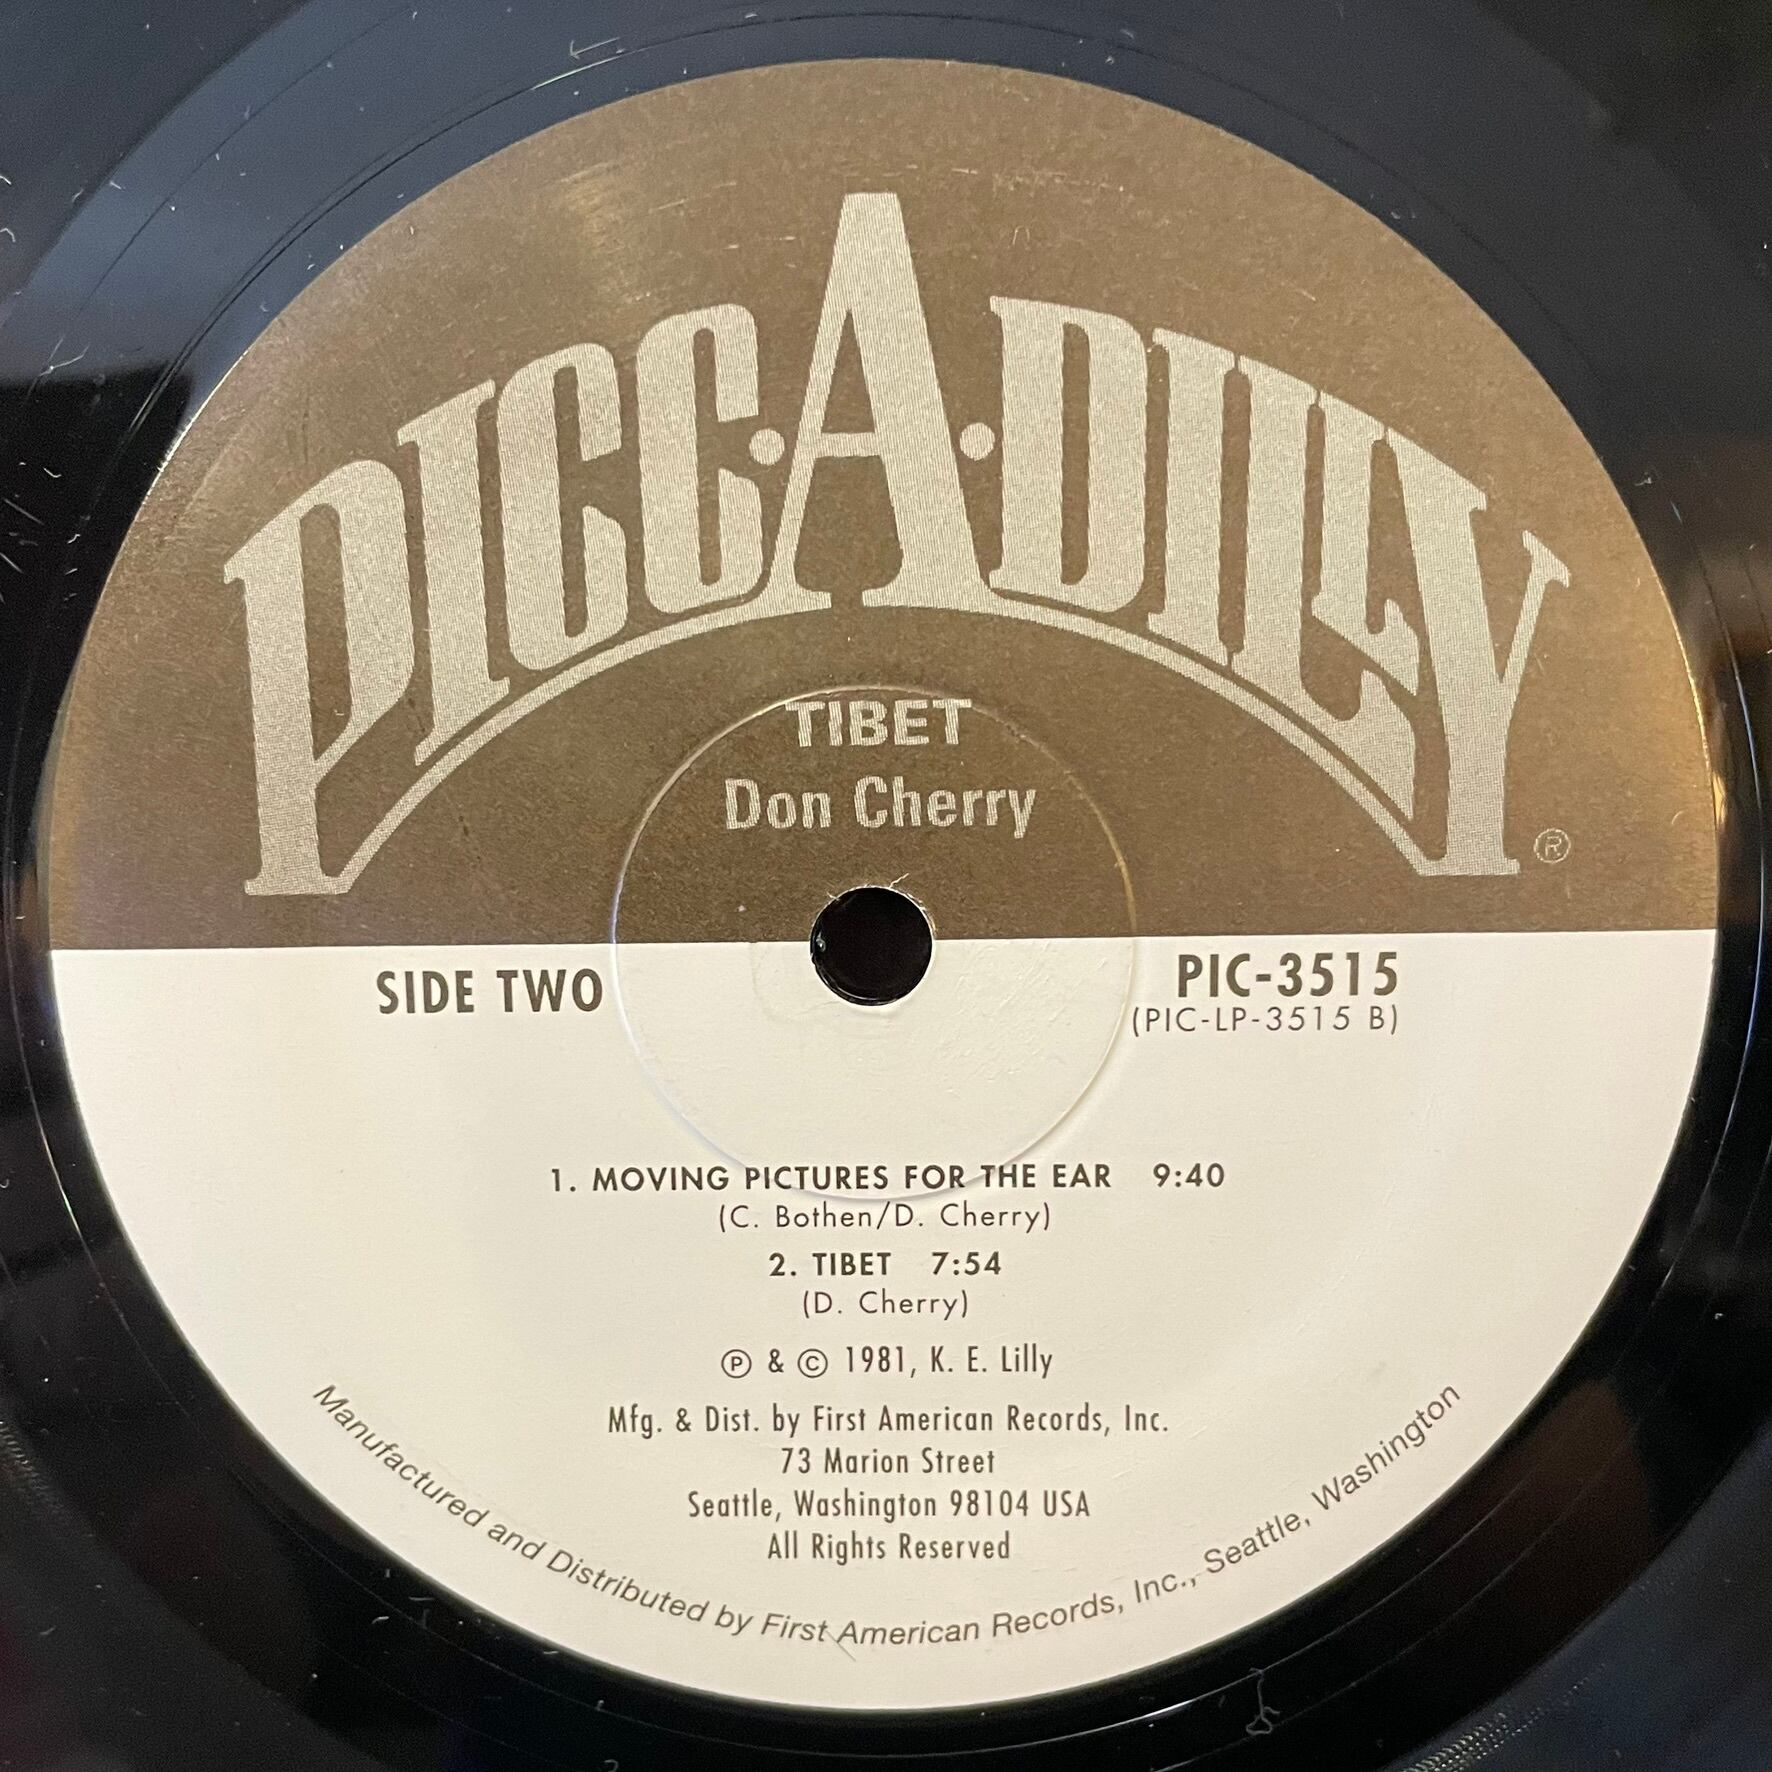 PICC·A·DILLY ®
TIBET
Don Cherry
SIDE TWO
PIC-3515
(PIC-LP-3515 B)
1. MOVING PICTURES FOR THE EAR 9:40
(C. Bothen/D. Cherry)
2. TIBET 7:54
(D. Cherry)
Ⓟ & © 1981, K. E. Lilly
Mfg. & Dist. by First American Records, Inc.
73 Marion Street
Seattle, Washington 98104 USA
All Rights Reserved
Manufactured and Distributed by First American Records, Inc., Seattle, Washington